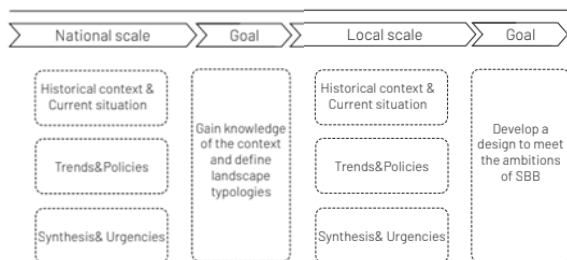 National scale
Goal
Local scale
Goal
Historical context &
Current situation
Trends&Policies
Synthesis& Urgencies
Gain knowledge
of the context
and define
landscape
typologies
Historical context &
Current situation
Trends&Policies
Synthesis& Urgencies
Develop a
design to meet
the ambitions
of SBB